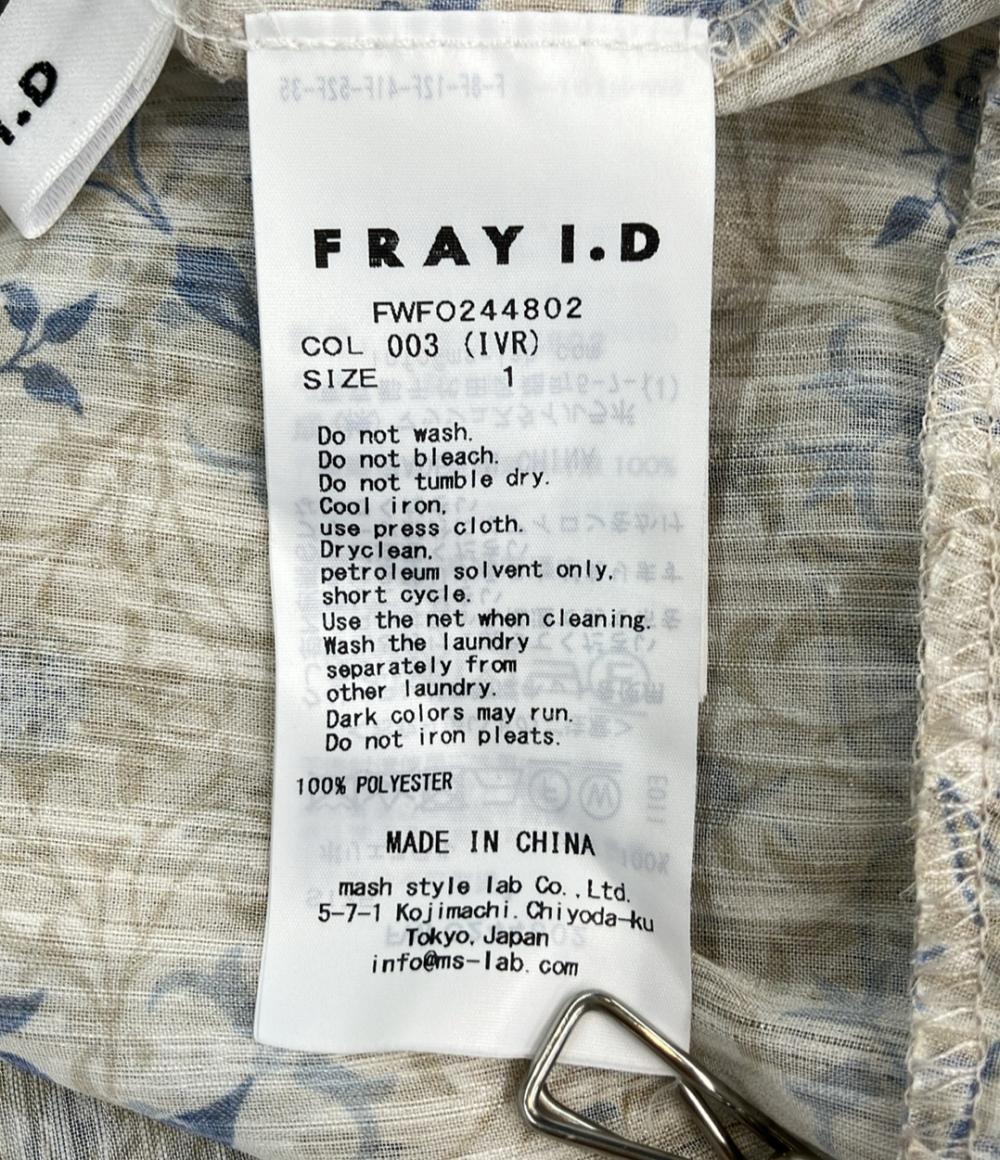 I.D
FRAY I.D
FWFO244802
COL 003 (IVR)
SIZE 1
Do not wash.
Do not bleach.
Do not tumble dry.
Cool iron,
use press cloth.
Dryclean,
petroleum solvent only,
short cycle.
Use the net when cleaning.
Wash the laundry
separately from
other laundry.
Dark colors may run.
Do not iron pleats.
100% POLYESTER
MADE IN CHINA
mash style lab Co.,Ltd.
5-7-1 Kojimachi. Chiyoda-ku
Tokyo, Japan
info@ms-lab.com